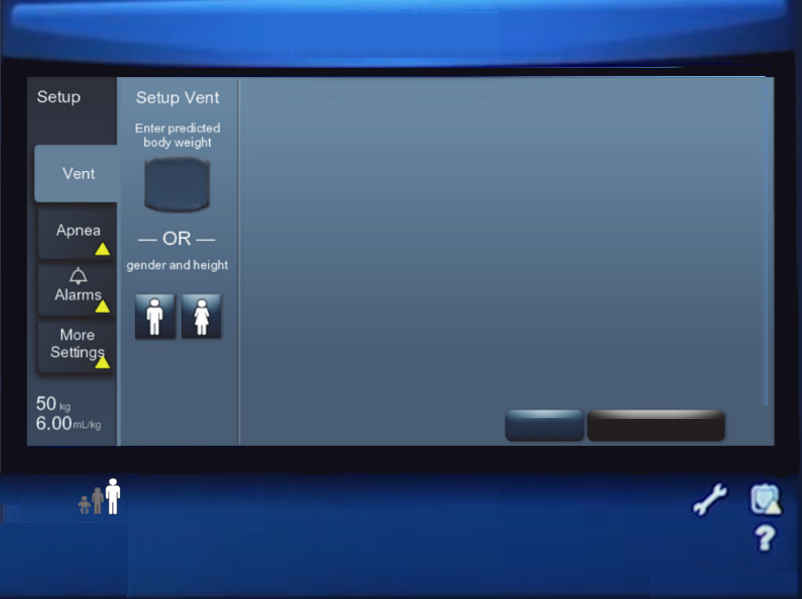 Setup
Setup Vent
Enter predicted
body weight
Vent
— OR —
Apnea
gender and height
Alarms
More
Settings
50 kg
6.00 mL/kg
?